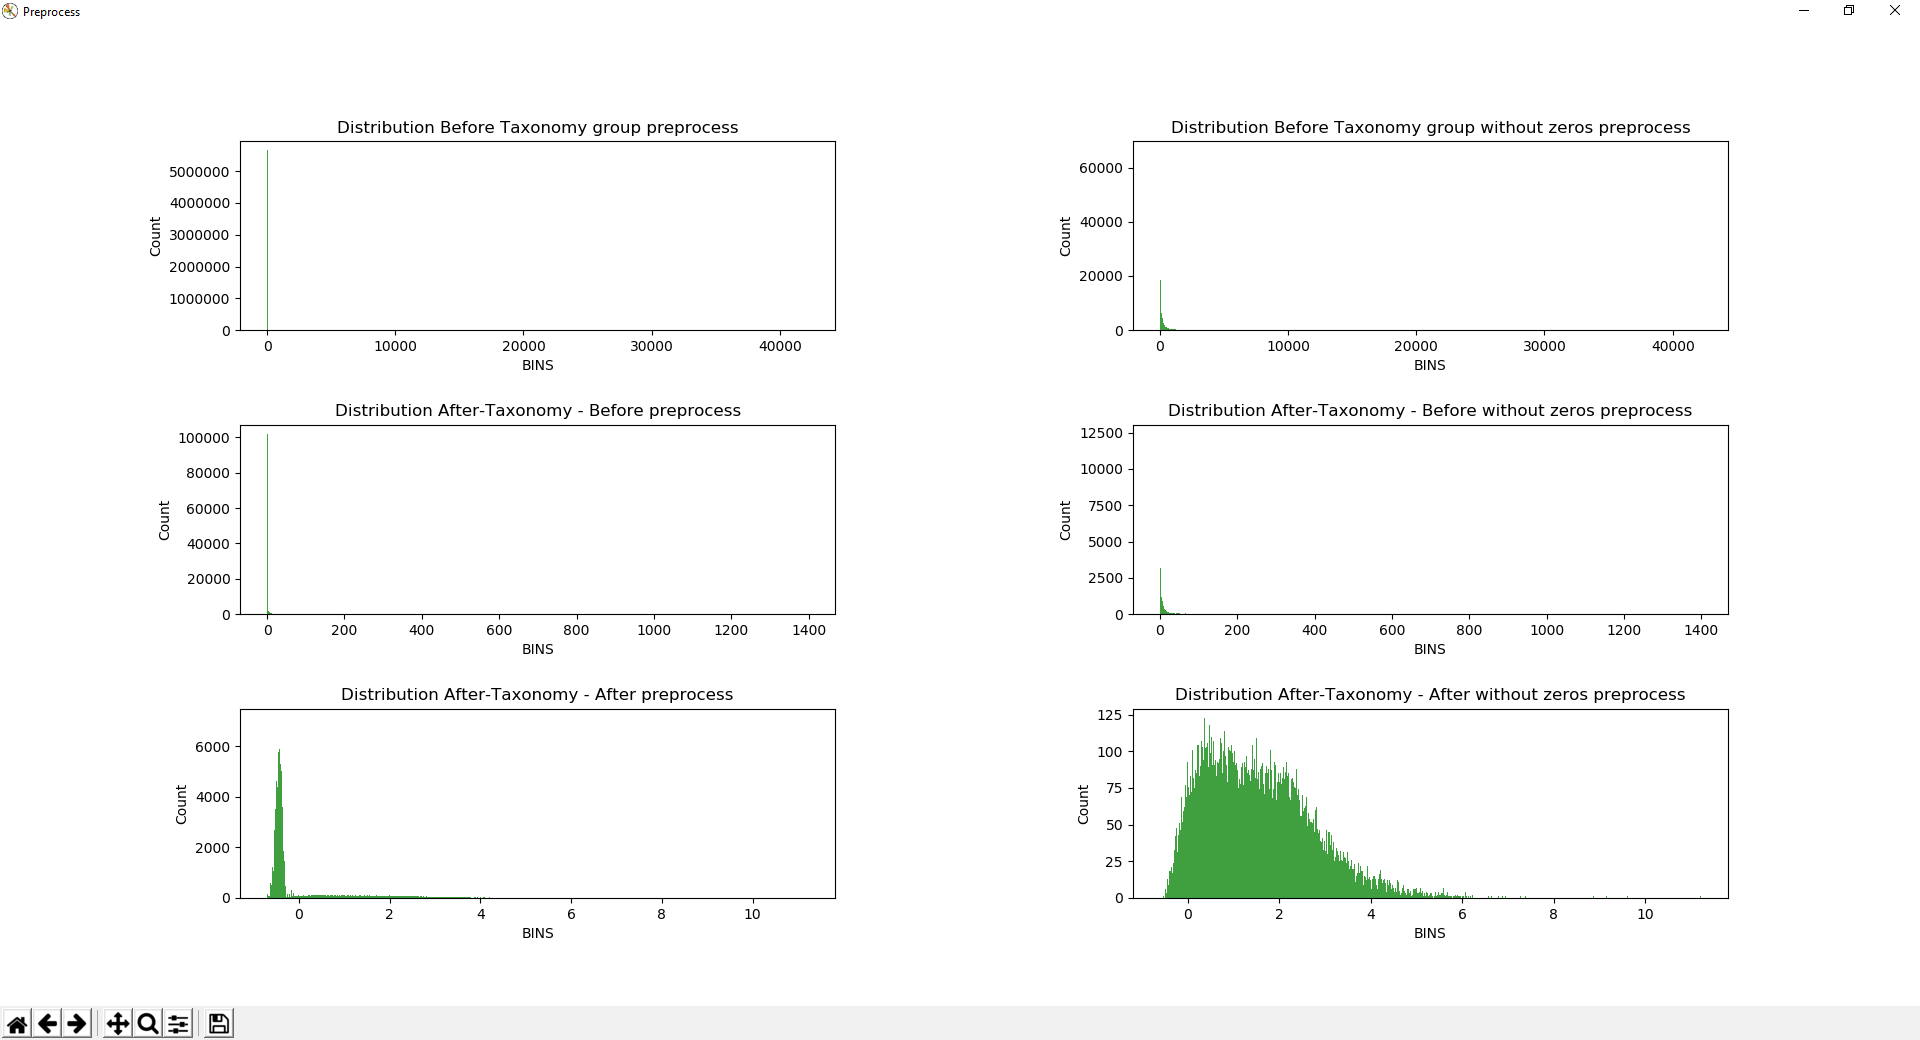 Preprocess
Distribution Before Taxonomy group preprocess
5000000
4000000
3000000
2000000
1000000
0
Count
0 10000 20000 30000 40000
BINS
Distribution Before Taxonomy group without zeros preprocess
60000
40000
20000
0
Count
0 10000 20000 30000 40000
BINS
Distribution After-Taxonomy - Before preprocess
100000
80000
60000
40000
20000
0
Count
0 200 400 600 800 1000 1200 1400
BINS
Distribution After-Taxonomy - Before without zeros preprocess
12500
10000
7500
5000
2500
0
Count
0 200 400 600 800 1000 1200 1400
BINS
Distribution After-Taxonomy - After preprocess
6000
4000
2000
0
Count
0 2 4 6 8 10
BINS
Distribution After-Taxonomy - After without zeros preprocess
125
100
75
50
25
0
Count
0 2 4 6 8 10
BINS